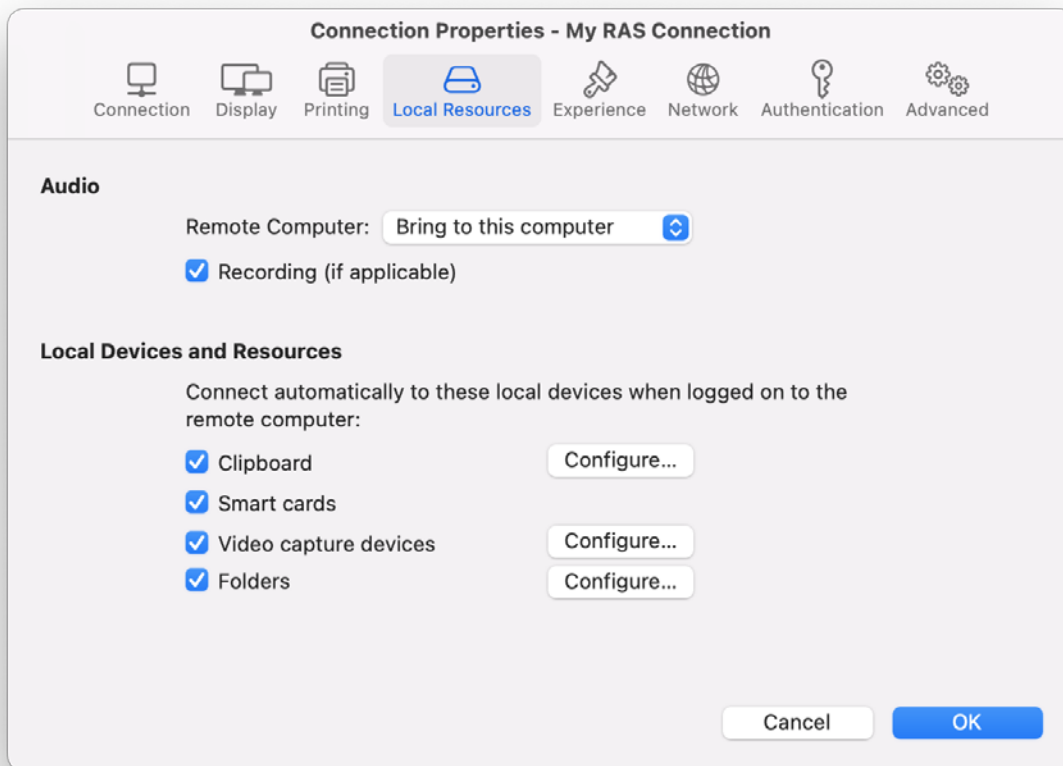 Connection Properties - My RAS Connection
Connection Display Printing Local Resources Experience Network Authentication Advanced
Audio
Remote Computer: Bring to this computer
Recording (if applicable)
Local Devices and Resources
Connect automatically to these local devices when logged on to the
remote computer:
Clipboard Configure...
Smart cards
Video capture devices Configure...
Folders Configure...
Cancel OK